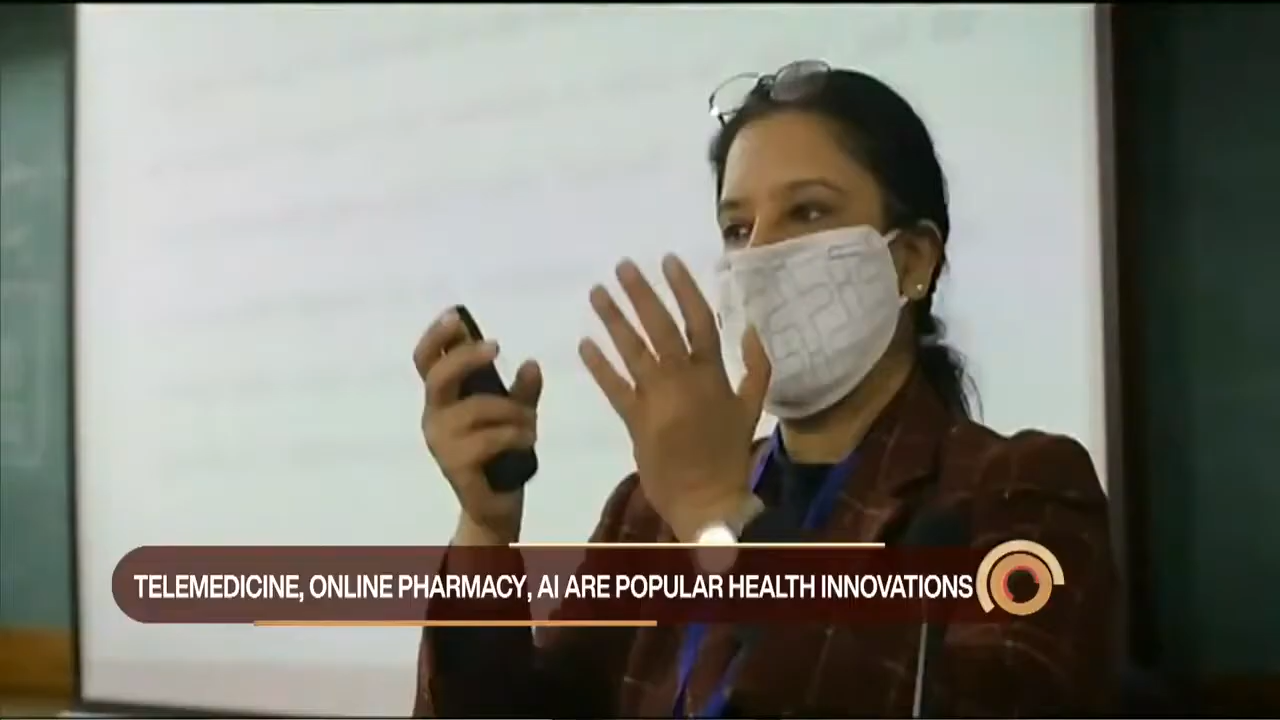 TELEMEDICINE, ONLINE PHARMACY, AI ARE POPULAR HEALTH INNOVATIONS